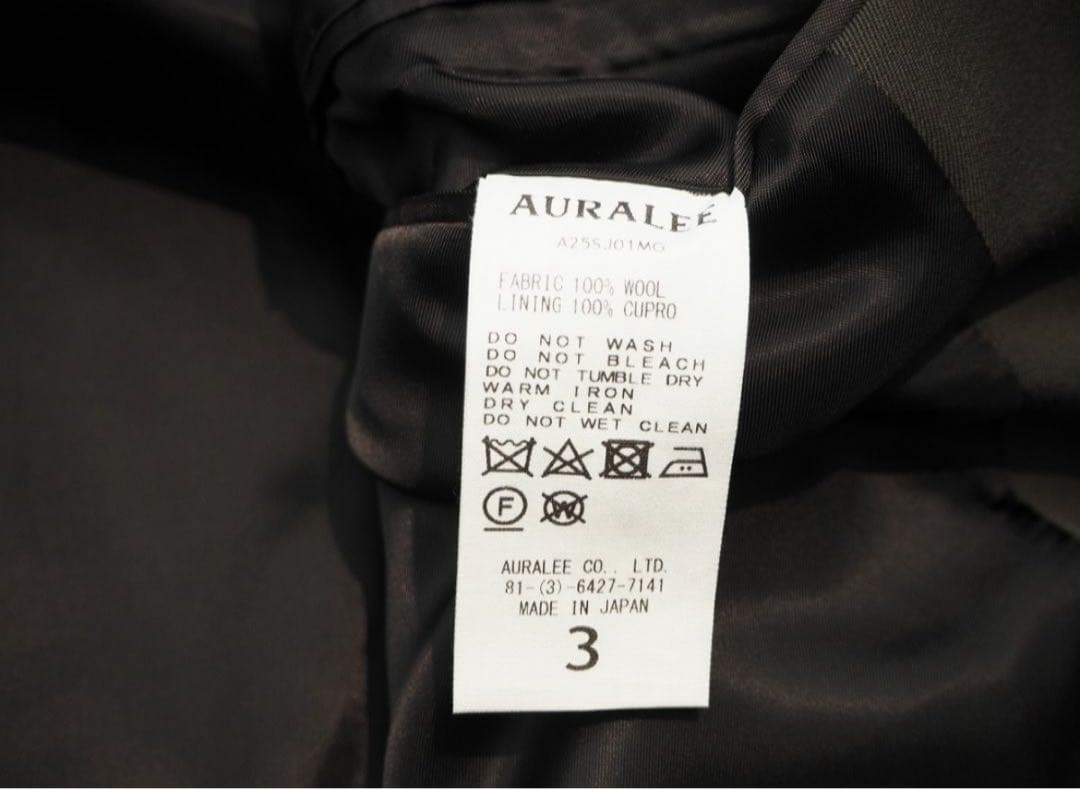 AURALEE
A25SJ01MG
FABRIC 100% WOOL
LINING 100% CUPRO
DO NOT WASH
DO NOT BLEACH
DO NOT TUMBLE DRY
WARM IRON
DRY CLEAN
DO NOT WET CLEAN
F W
AURALEE CO., LTD.
81-(3)-6427-7141
MADE IN JAPAN
3